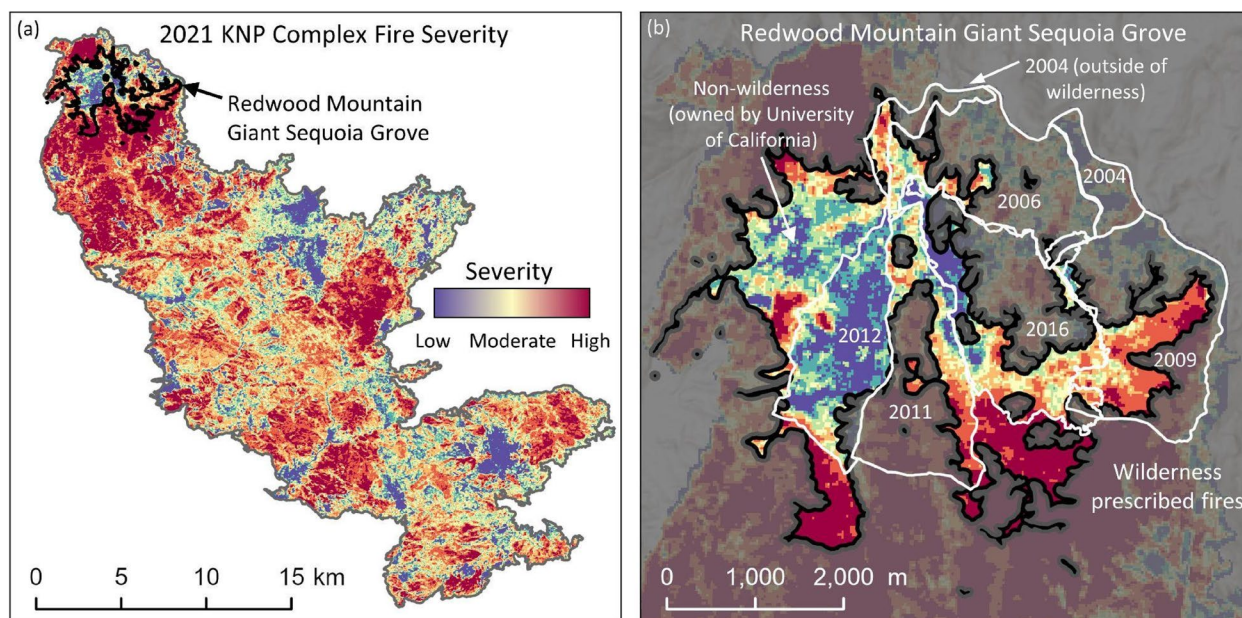 (a)
2021 KNP Complex Fire Severity
Redwood Mountain
Giant Sequoia Grove
Severity
Low Moderate High
0 5 10 15 km
(b)
Redwood Mountain Giant Sequoia Grove
2004 (outside of
wilderness)
Non-wilderness
(owned by University
of California)
2004
2006
2012
2016
2009
2011
Wilderness
prescribed fires
0 1,000 2,000 m